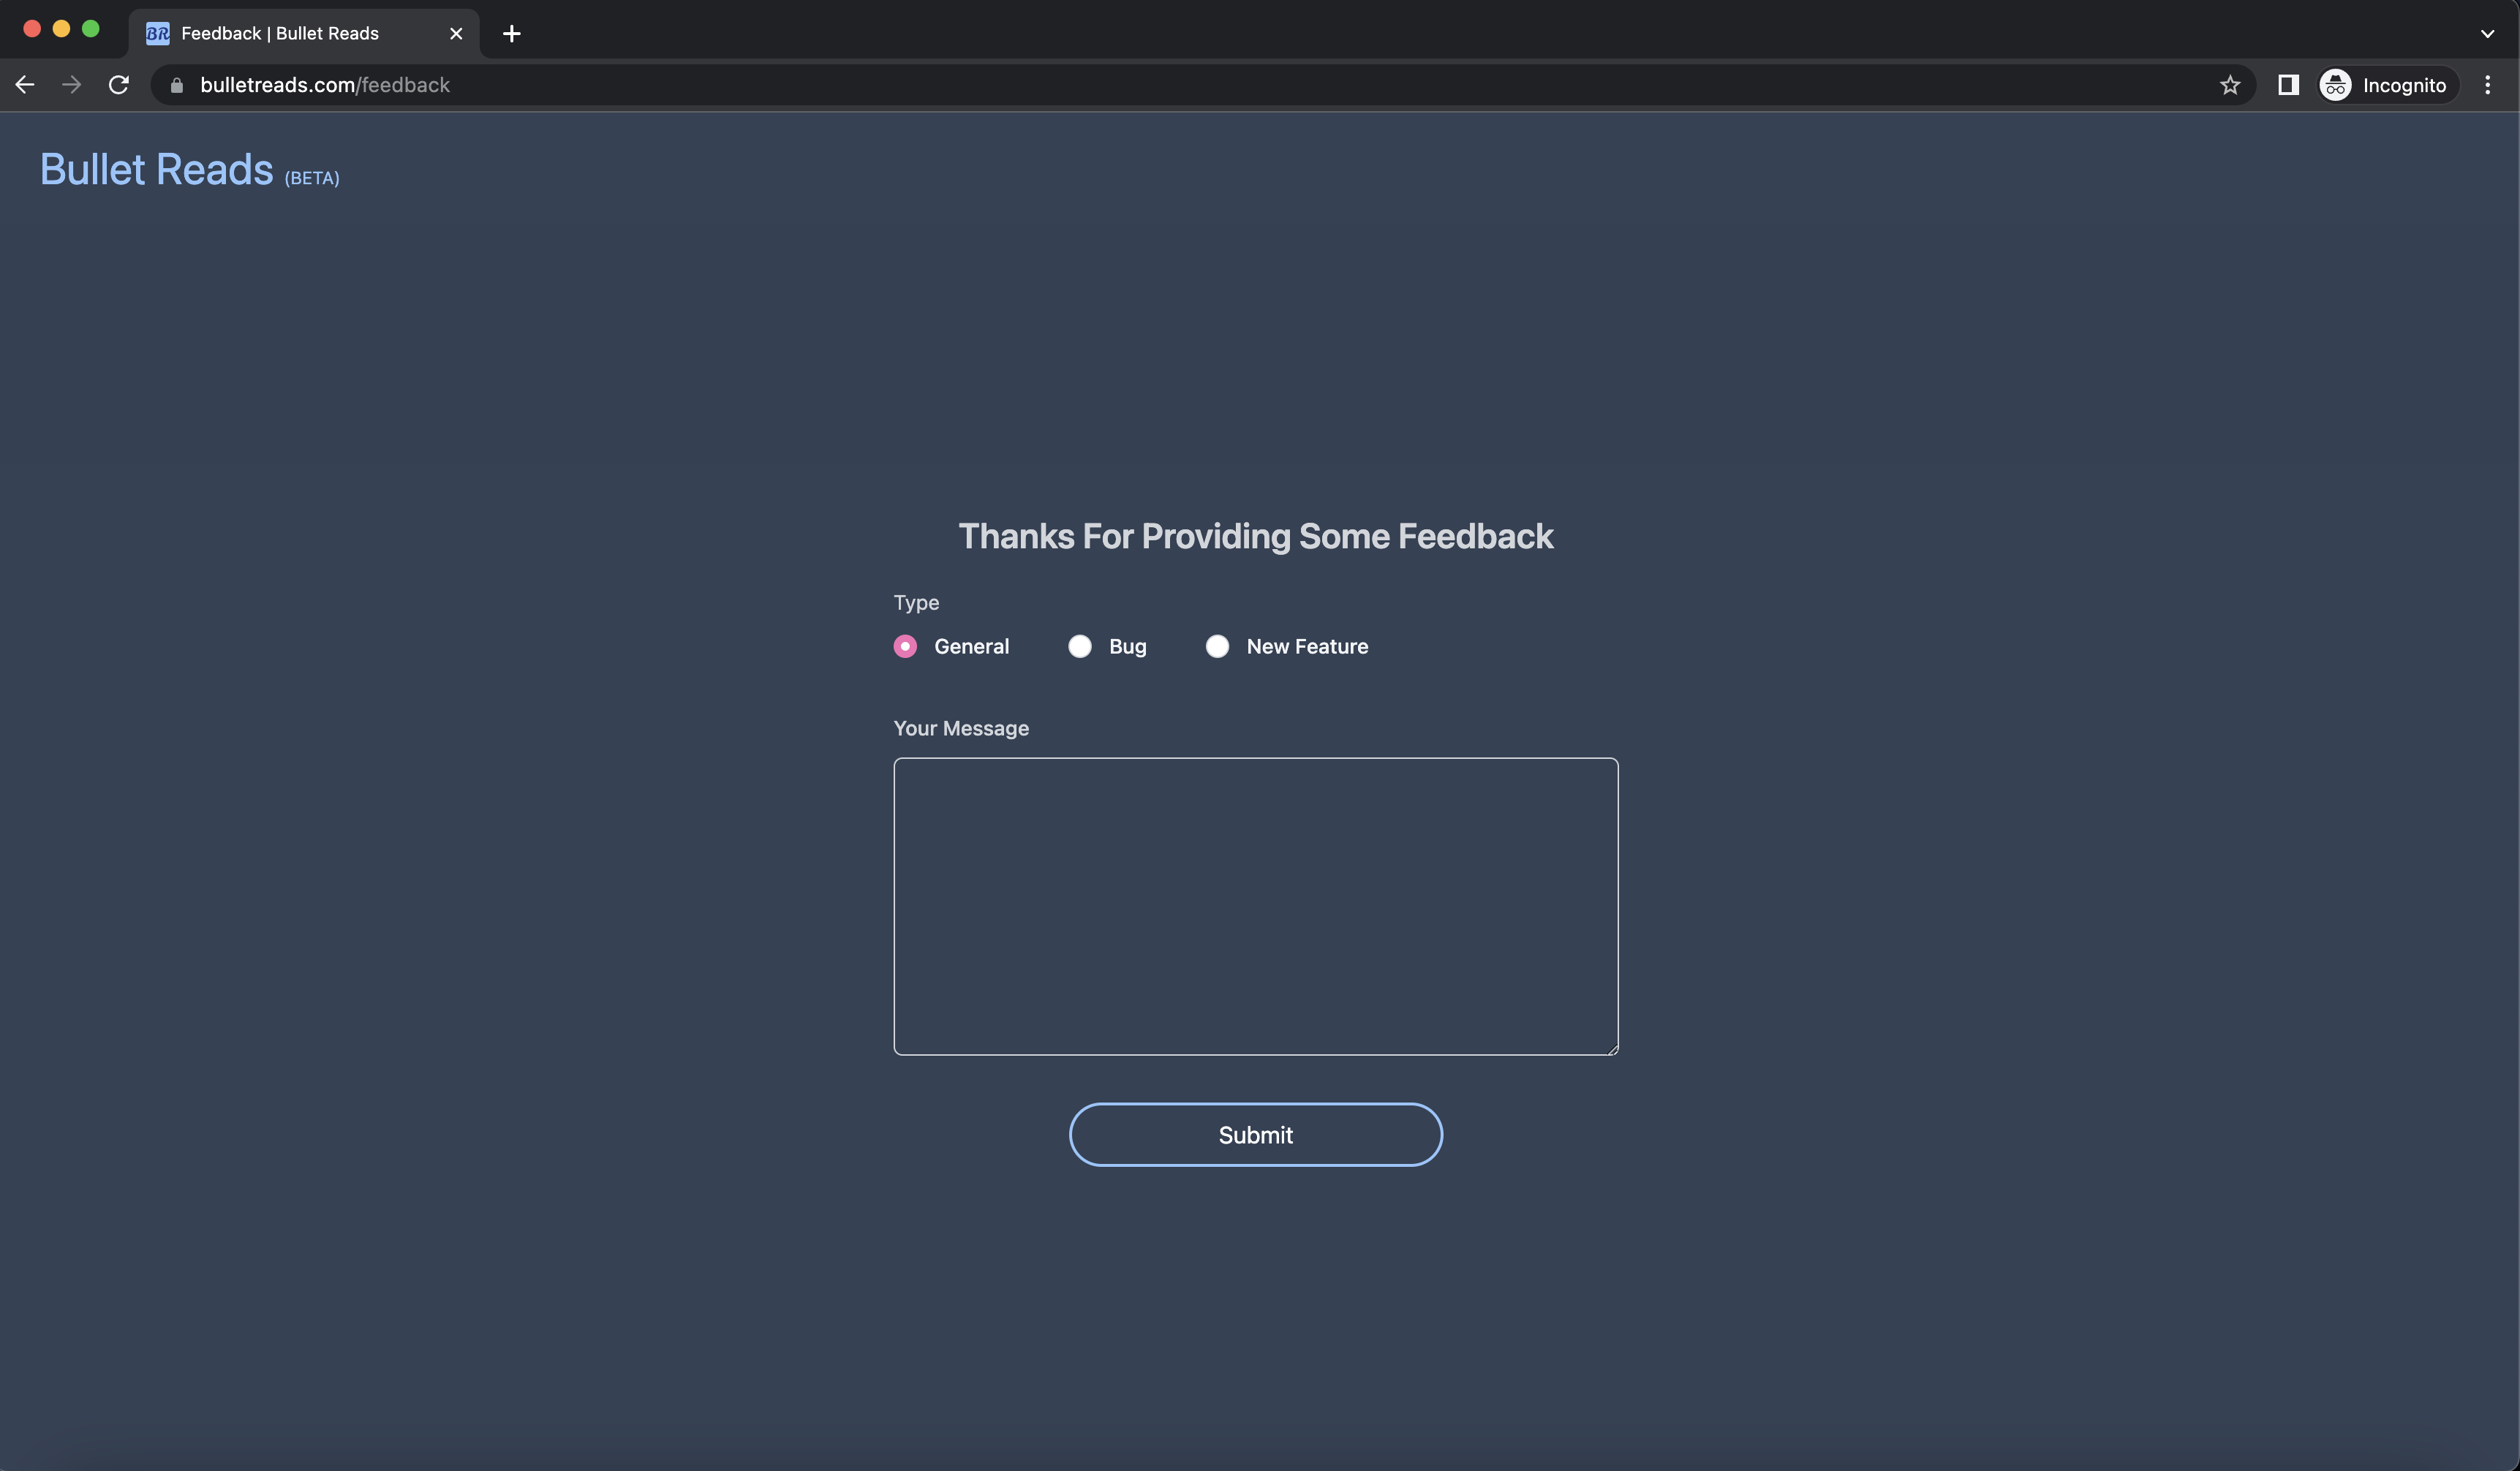 BR Feedback | Bullet Reads
bulletreads.com/feedback
Incognito
Bullet Reads (BETA)
Thanks For Providing Some Feedback
Type
General Bug New Feature
Your Message
Submit